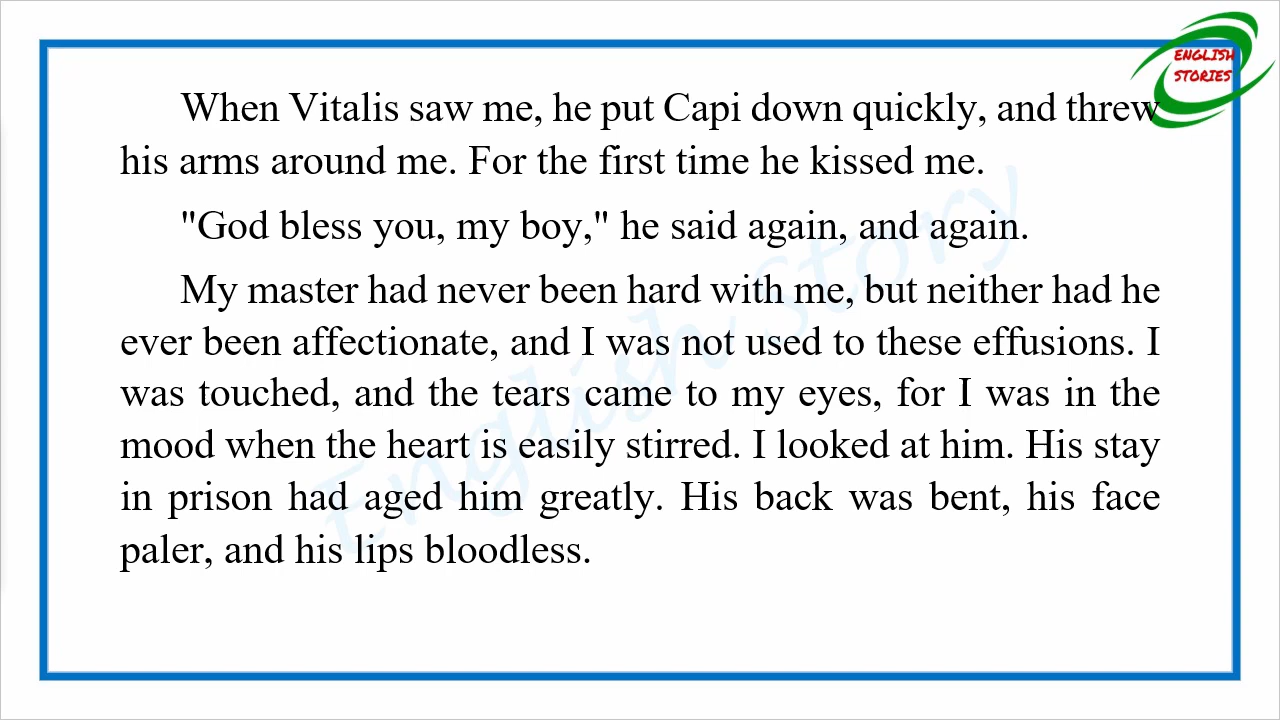 ENGLISH
STORIES
When Vitalis saw me, he put Capi down quickly, and threw
his arms around me. For the first time he kissed me.
"God bless you, my boy," he said again, and again.
My master had never been hard with me, but neither had he
ever been affectionate, and I was not used to these effusions. I
was touched, and the tears came to my eyes, for I was in the
mood when the heart is easily stirred. I looked at him. His stay
in prison had aged him greatly. His back was bent, his face
paler, and his lips bloodless.
English story